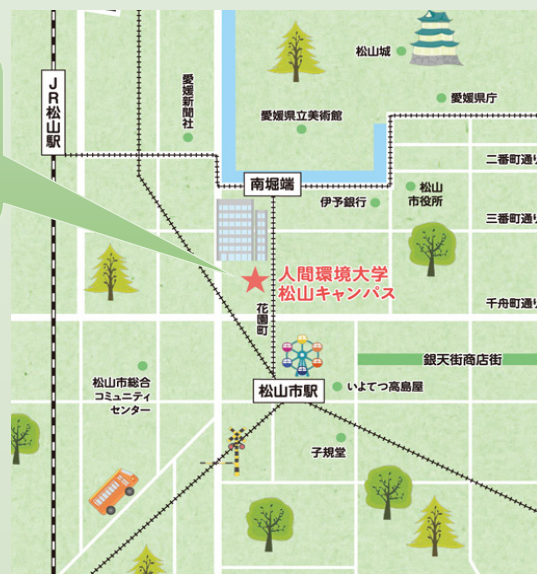 松山城
愛媛県庁
愛媛新聞社
JR松山駅
愛媛県立美術館
二番町通り
南堀端
伊予銀行
松山
市役所
三番町通り
人間環境大学
松山キャンパス
花園町
千舟町通り
銀天街商店街
松山市総合
コミュニティ
センター
松山市駅
いよてつ高島屋
子規堂